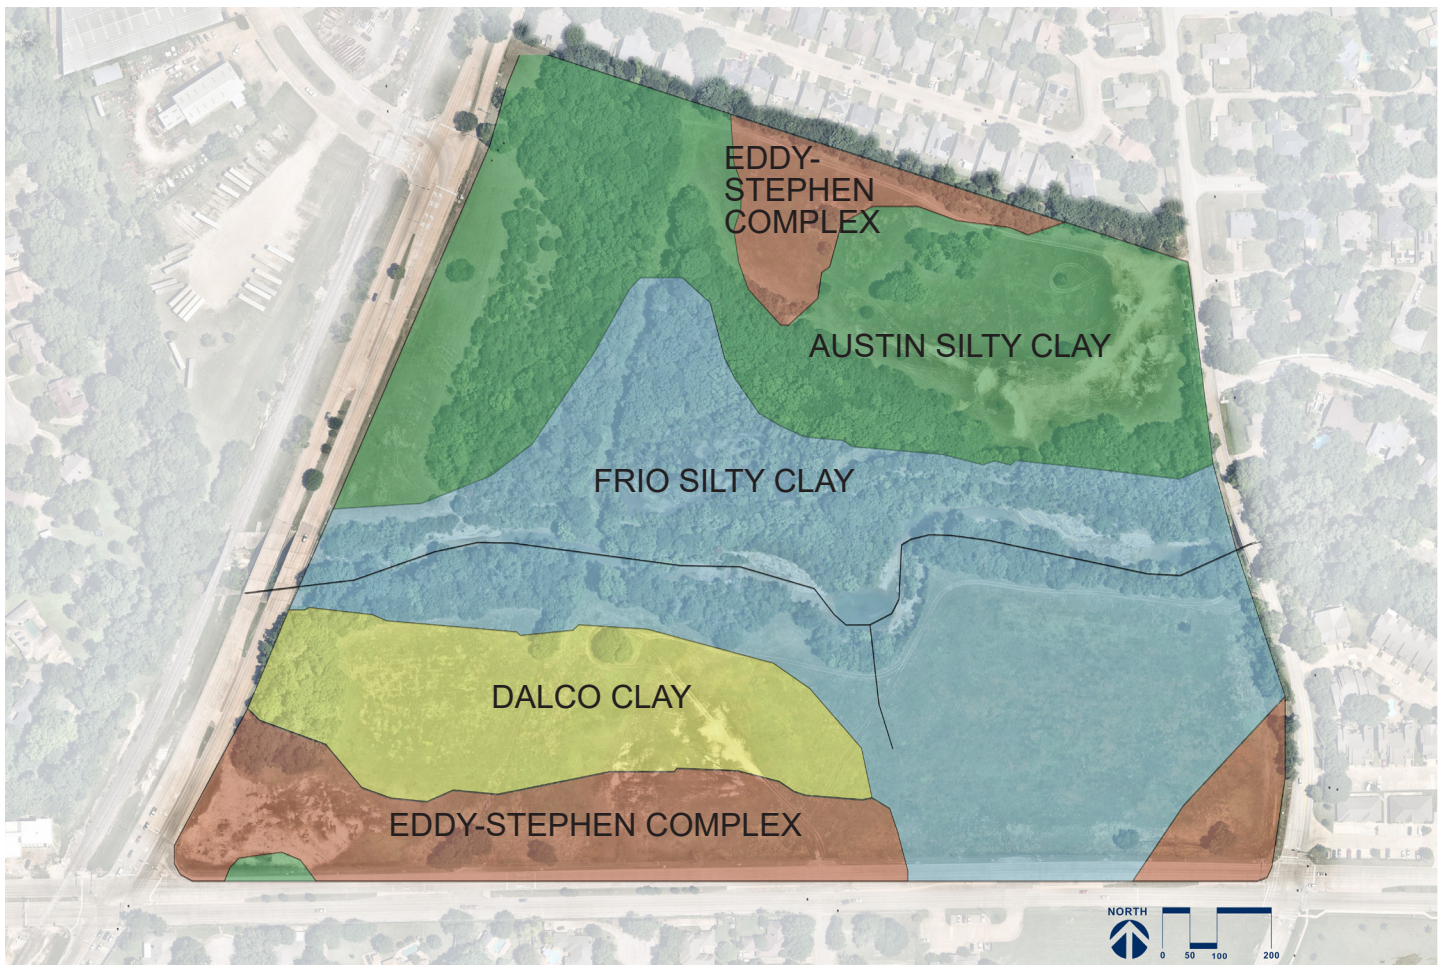 EDDY-
STEPHEN
COMPLEX
AUSTIN SILTY CLAY
FRIO SILTY CLAY
DALCO CLAY
EDDY-STEPHEN COMPLEX
NORTH
0 50 100 200